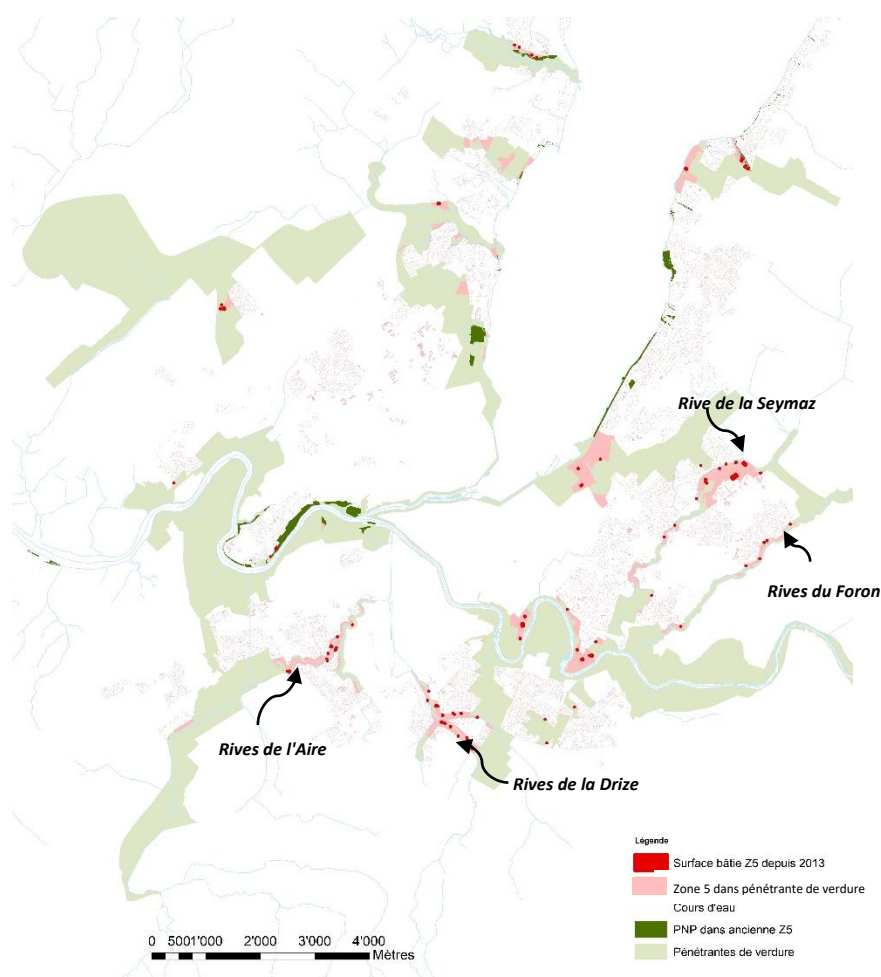 Rive de la Seymaz
Rives du Foron
Rives de l'Aire
Rives de la Drize
Légende
Surface bâtie Z5 depuis 2013
Zone 5 dans pénétrante de verdure
Cours d'eau
PNP dans ancienne Z5
Pénétrantes de verdure
0 5001'000 2'000 3'000 4'000
Mètres